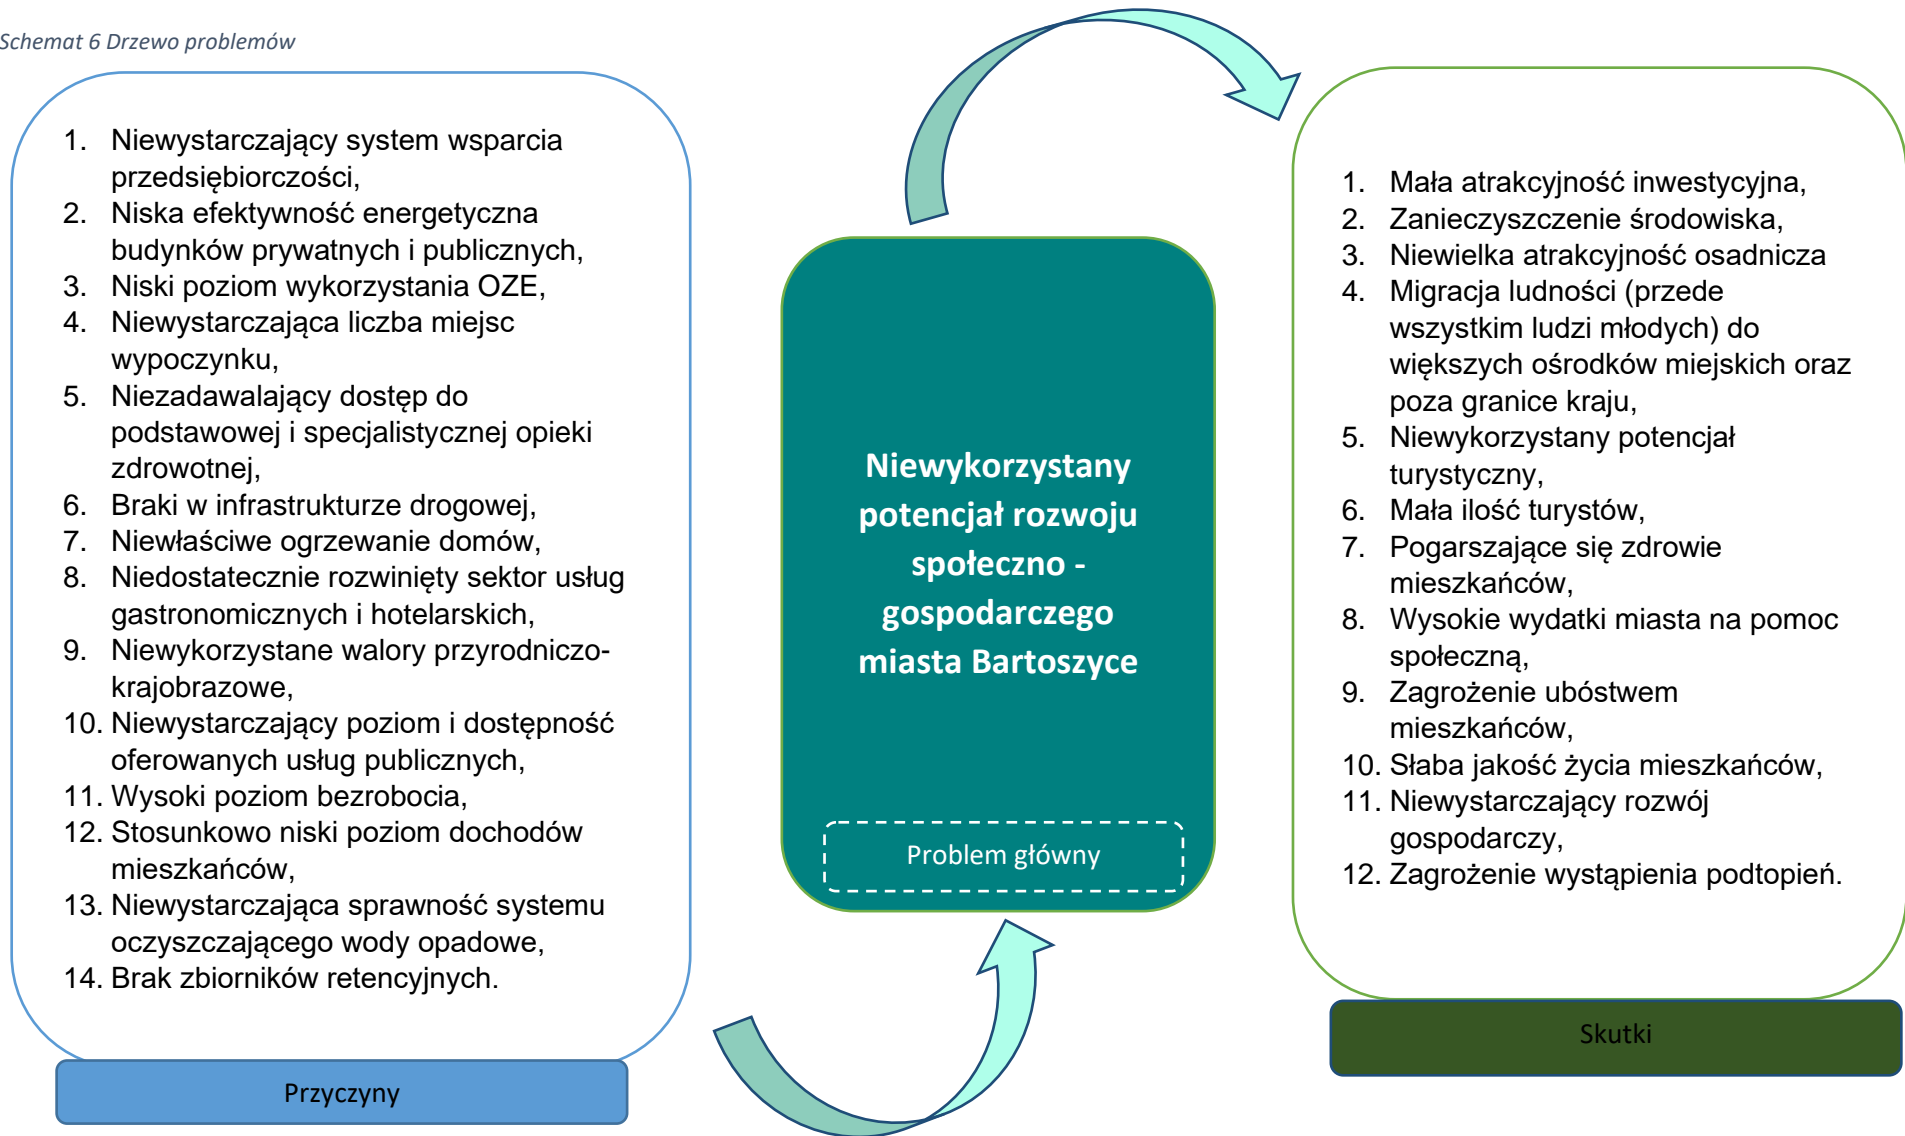 Schemat 6 Drzewo problemów
1. Niewystarczający system wsparcia
przedsiębiorczości,
2. Niska efektywność energetyczna
budynków prywatnych i publicznych,
3. Niski poziom wykorzystania OZE,
4. Niewystarczająca liczba miejsc
wypoczynku,
5. Niezadawalający dostęp do
podstawowej i specjalistycznej opieki
zdrowotnej,
6. Braki w infrastrukturze drogowej,
7. Niewłaściwe ogrzewanie domów,
8. Niedostatecznie rozwinięty sektor usług
gastronomicznych i hotelarskich,
9. Niewykorzystane walory przyrodniczo-
krajobrazowe,
10. Niewystarczający poziom i dostępność
oferowanych usług publicznych,
11. Wysoki poziom bezrobocia,
12. Stosunkowo niski poziom dochodów
mieszkańców,
13. Niewystarczająca sprawność systemu
oczyszczającego wody opadowe,
14. Brak zbiorników retencyjnych.
Przyczyny
Niewykorzystany
potencjał rozwoju
społeczno -
gospodarczego
miasta Bartoszyce
Problem główny
1. Mała atrakcyjność inwestycyjna,
2. Zanieczyszczenie środowiska,
3. Niewielka atrakcyjność osadnicza
4. Migracja ludności (przede
wszystkim ludzi młodych) do
większych ośrodków miejskich oraz
poza granice kraju,
5. Niewykorzystany potencjał
turystyczny,
6. Mała ilość turystów,
7. Pogarszające się zdrowie
mieszkańców,
8. Wysokie wydatki miasta na pomoc
społeczną,
9. Zagrożenie ubóstwem
mieszkańców,
10. Słaba jakość życia mieszkańców,
11. Niewystarczający rozwój
gospodarczy,
12. Zagrożenie wystąpienia podtopień.
Skutki